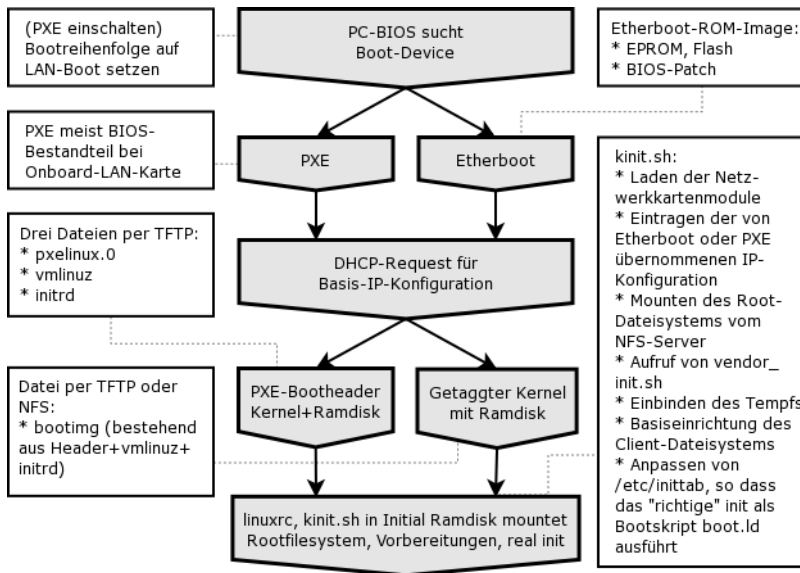 (PXE einschalten)
Bootreihenfolge auf
LAN-Boot setzen)
PC-BIOS sucht
Boot-Device
Etherboot-ROM-Image:
* EPROM, Flash
* BIOS-Patch
PXE meist BIOS-
Bestandteil bei
Onboard-LAN-Karte
PXE
Etherboot
kinit.sh:
* Laden der Netz-
werkkartenmodule
* Eintragen der von
Etherboot oder PXE
übernommenen IP-
Konfiguration
* Mounten des Root-
Dateisystems vom
NFS-Server
* Aufruf von vendor_
init.sh
* Einbinden des Tempfs
* Basiseinrichtung des
Client-Dateisystems
* Anpassen von
/etc/inittab, so dass
das "richtige" init als
Bootskript boot.ld
ausführt
Drei Dateien per TFTP:
* pxelinux.0
* vmlinuz
* initrd
DHCP-Request für
Basis-IP-Konfiguration
Datei per TFTP oder
NFS:
* bootimg (bestehend
aus Header+vmlinuz+
initrd)
PXE-Bootheader
Kernel+Ramdisk
Getaggter Kernel
mit Ramdisk
linuxrc, kinit.sh in Initial Ramdisk mountet
Rootfilesystem, Vorbereitungen, real init